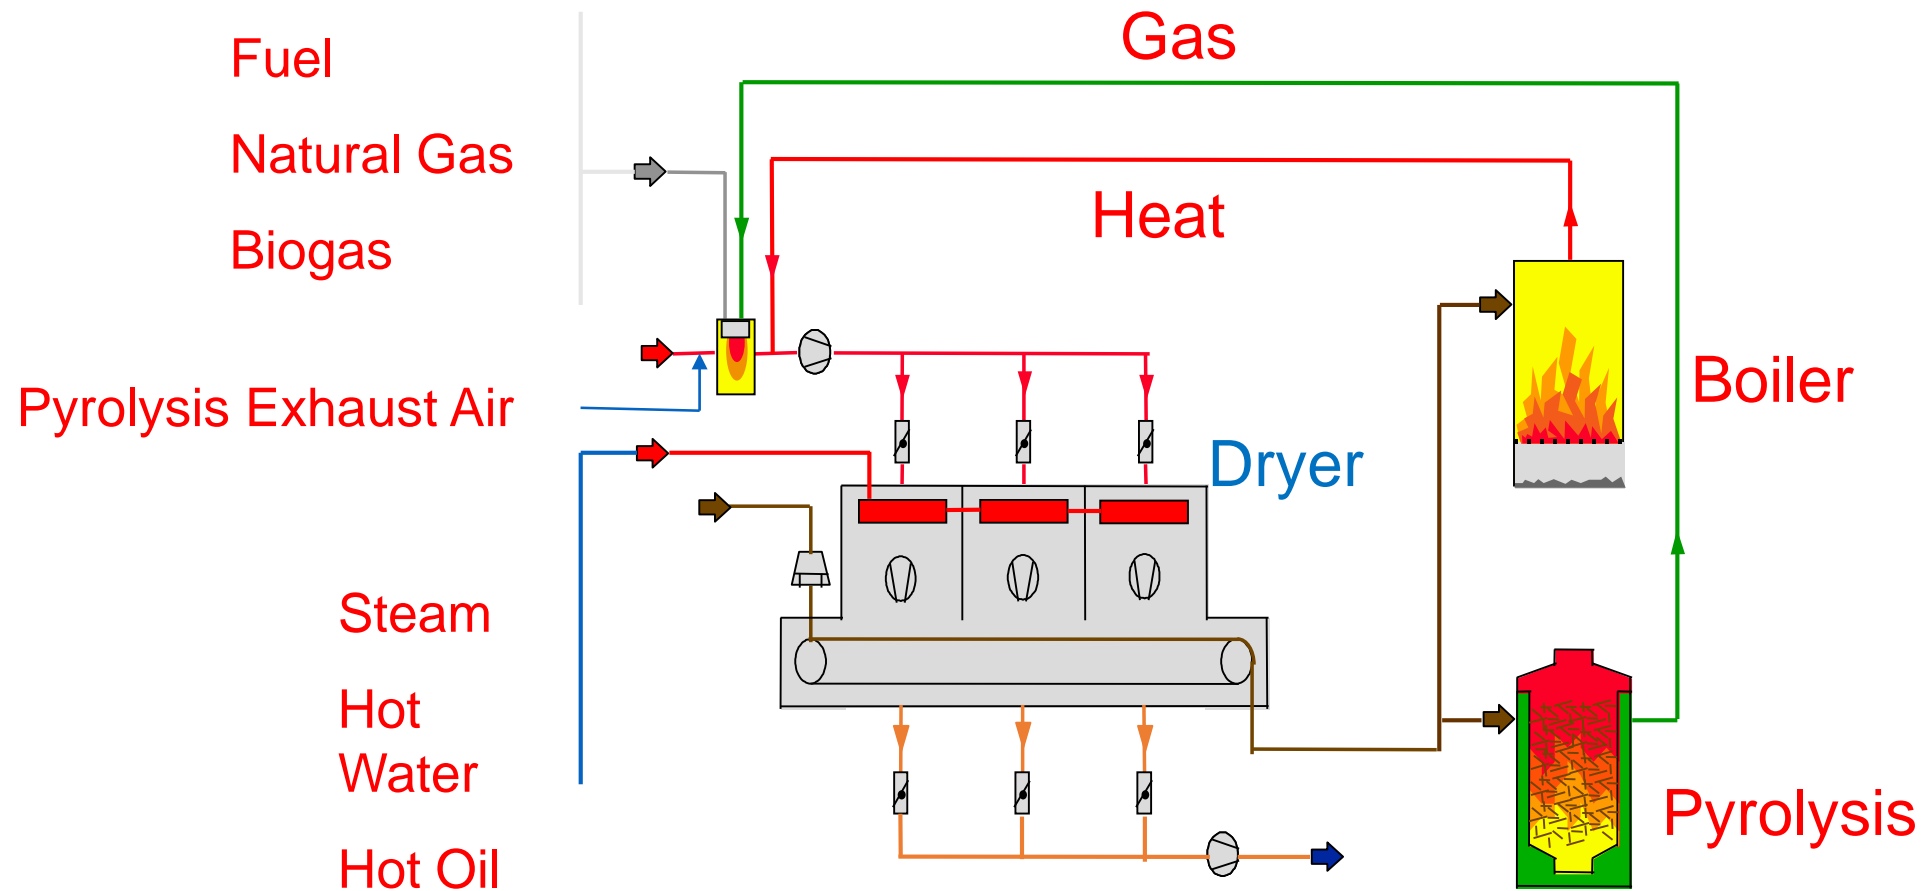 Gas
Fuel
Natural Gas
Heat
Biogas
Boiler
Pyrolysis Exhaust Air
Dryer
Steam
Hot
Water
Pyrolysis
Hot Oil